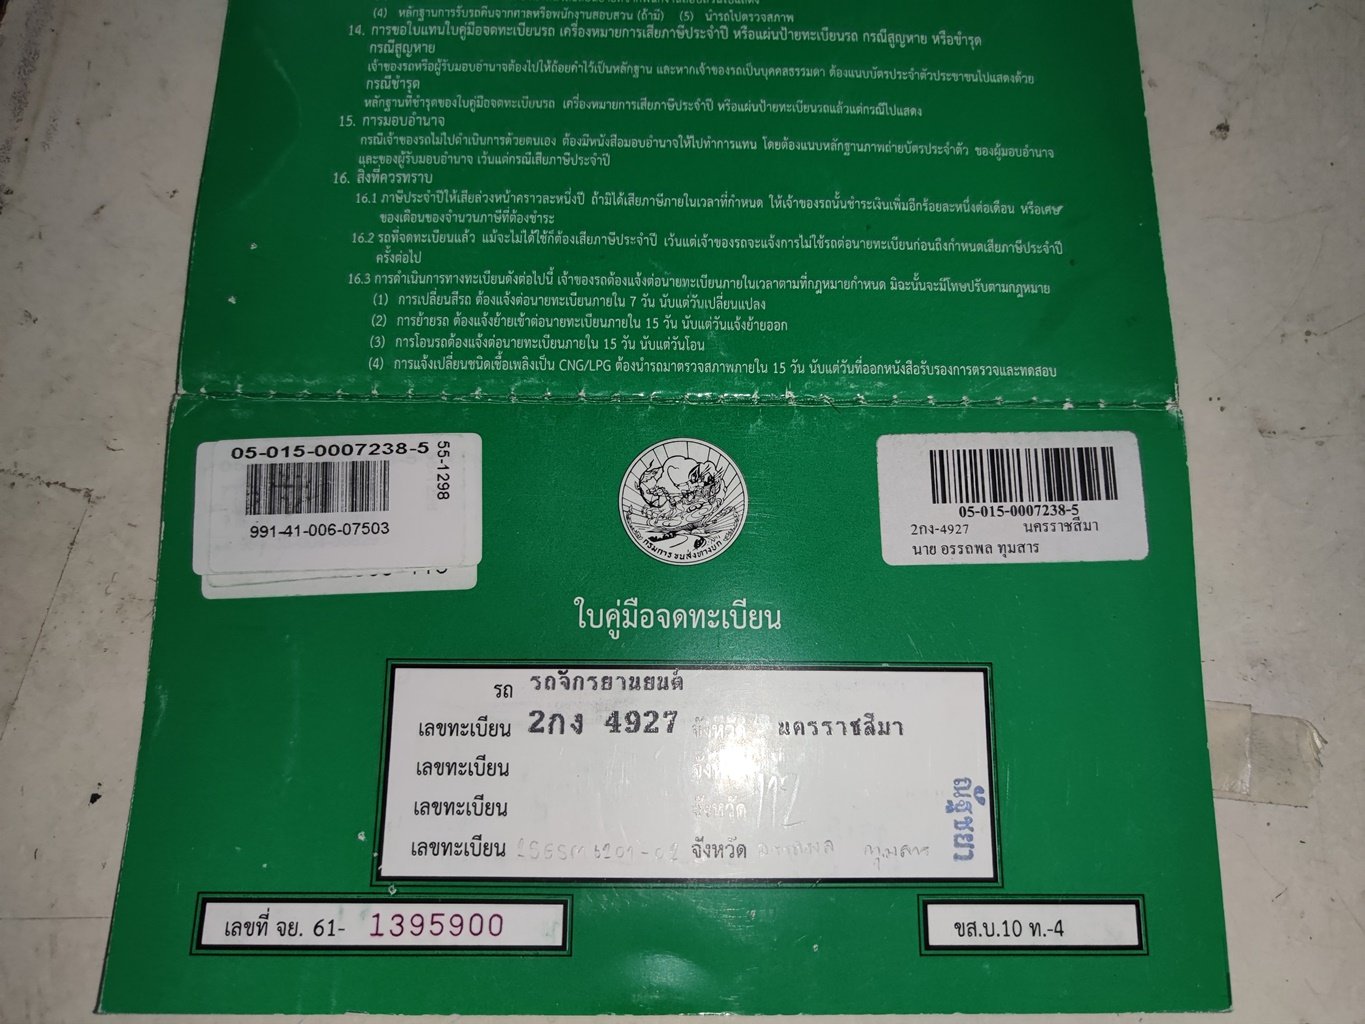 (4) หลักฐานการรับรถคืนจากศาลหรือพนักงานสอบสวน (ถ้ามี) (5) นำรถไปตรวจสภาพ
14. การขอใบแทนใบคู่มือจดทะเบียนรถ เครื่องหมายการเสียภาษีประจำปี หรือแผ่นป้ายทะเบียนรถ กรณีสูญหาย หรือชำรุด
กรณีสูญหาย
เจ้าของรถหรือผู้รับมอบอำนาจต้องไปให้ถ้อยคำไว้เป็นหลักฐาน และหากเจ้าของรถเป็นบุคคลธรรมดา ต้องแนบบัตรประจำตัวประชาชนไปแสดงด้วย
กรณีชำรุด
หลักฐานที่ชำรุดของใบคู่มือจดทะเบียนรถ เครื่องหมายการเสียภาษีประจำปี หรือแผ่นป้ายทะเบียนรถแล้วแต่กรณีไปแสดง
15. การมอบอำนาจ
กรณีเจ้าของรถไม่ไปดำเนินการด้วยตนเอง ต้องมีหนังสือมอบอำนาจให้ไปทำการแทน โดยต้องแนบหลักฐานภาพถ่ายบัตรประจำตัว ของผู้มอบอำนาจ
และของผู้รับมอบอำนาจ เว้นแต่กรณีเสียภาษีประจำปี
16. สิ่งที่ควรทราบ
16.1 ภาษีประจำปีให้เสียล่วงหน้าคราวละหนึ่งปี ถ้ามิได้เสียภาษีภายในเวลาที่กำหนด ให้เจ้าของรถนั้นชำระเงินเพิ่มอีกร้อยละหนึ่งต่อเดือน หรือเศษ
ของเดือนของจำนวนภาษีที่ต้องชำระ
16.2 รถที่จดทะเบียนแล้ว แม้จะไม่ได้ใช้ก็ต้องเสียภาษีประจำปี เว้นแต่เจ้าของรถจะแจ้งการไม่ใช้รถต่อนายทะเบียนก่อนถึงกำหนดเสียภาษีประจำปี
ครั้งต่อไป
16.3 การดำเนินการทางทะเบียนดังต่อไปนี้ เจ้าของรถต้องแจ้งต่อนายทะเบียนภายในเวลาตามที่กฎหมายกำหนด มิฉะนั้นจะมีโทษปรับตามกฎหมาย
(1) การเปลี่ยนสีรถ ต้องแจ้งต่อนายทะเบียนภายใน 7 วัน นับแต่วันเปลี่ยนแปลง
(2) การย้ายรถ ต้องแจ้งย้ายเข้าต่อนายทะเบียนภายใน 15 วัน นับแต่วันแจ้งย้ายออก
(3) การโอนรถต้องแจ้งต่อนายทะเบียนภายใน 15 วัน นับแต่วันโอน
(4) การแจ้งเปลี่ยนชนิดเชื้อเพลิงเป็น CNG/LPG ต้องนำรถมาตรวจสภาพภายใน 15 วัน นับแต่วันที่ออกหนังสือรับรองการตรวจและทดสอบ
05-015-0007238-5
55-1298
991-41-006-07503
กรมการขนส่งทางบก
05-015-0007238-5
2กง-4927 นครราชสีมา
นาย อรรถพล ทุมสาร
ใบคู่มือจดทะเบียน
รถ รถจักรยานยนต์
เลขทะเบียน 2กง 4927 จังหวัด นครราชสีมา
เลขทะเบียน จังหวัด
เลขทะเบียน จังหวัด
เลขทะเบียน จังหวัด ทุมสาร
ณัฐชยา
เลขที่ จย. 61- 1395900
ขส.บ.10 ท.-4